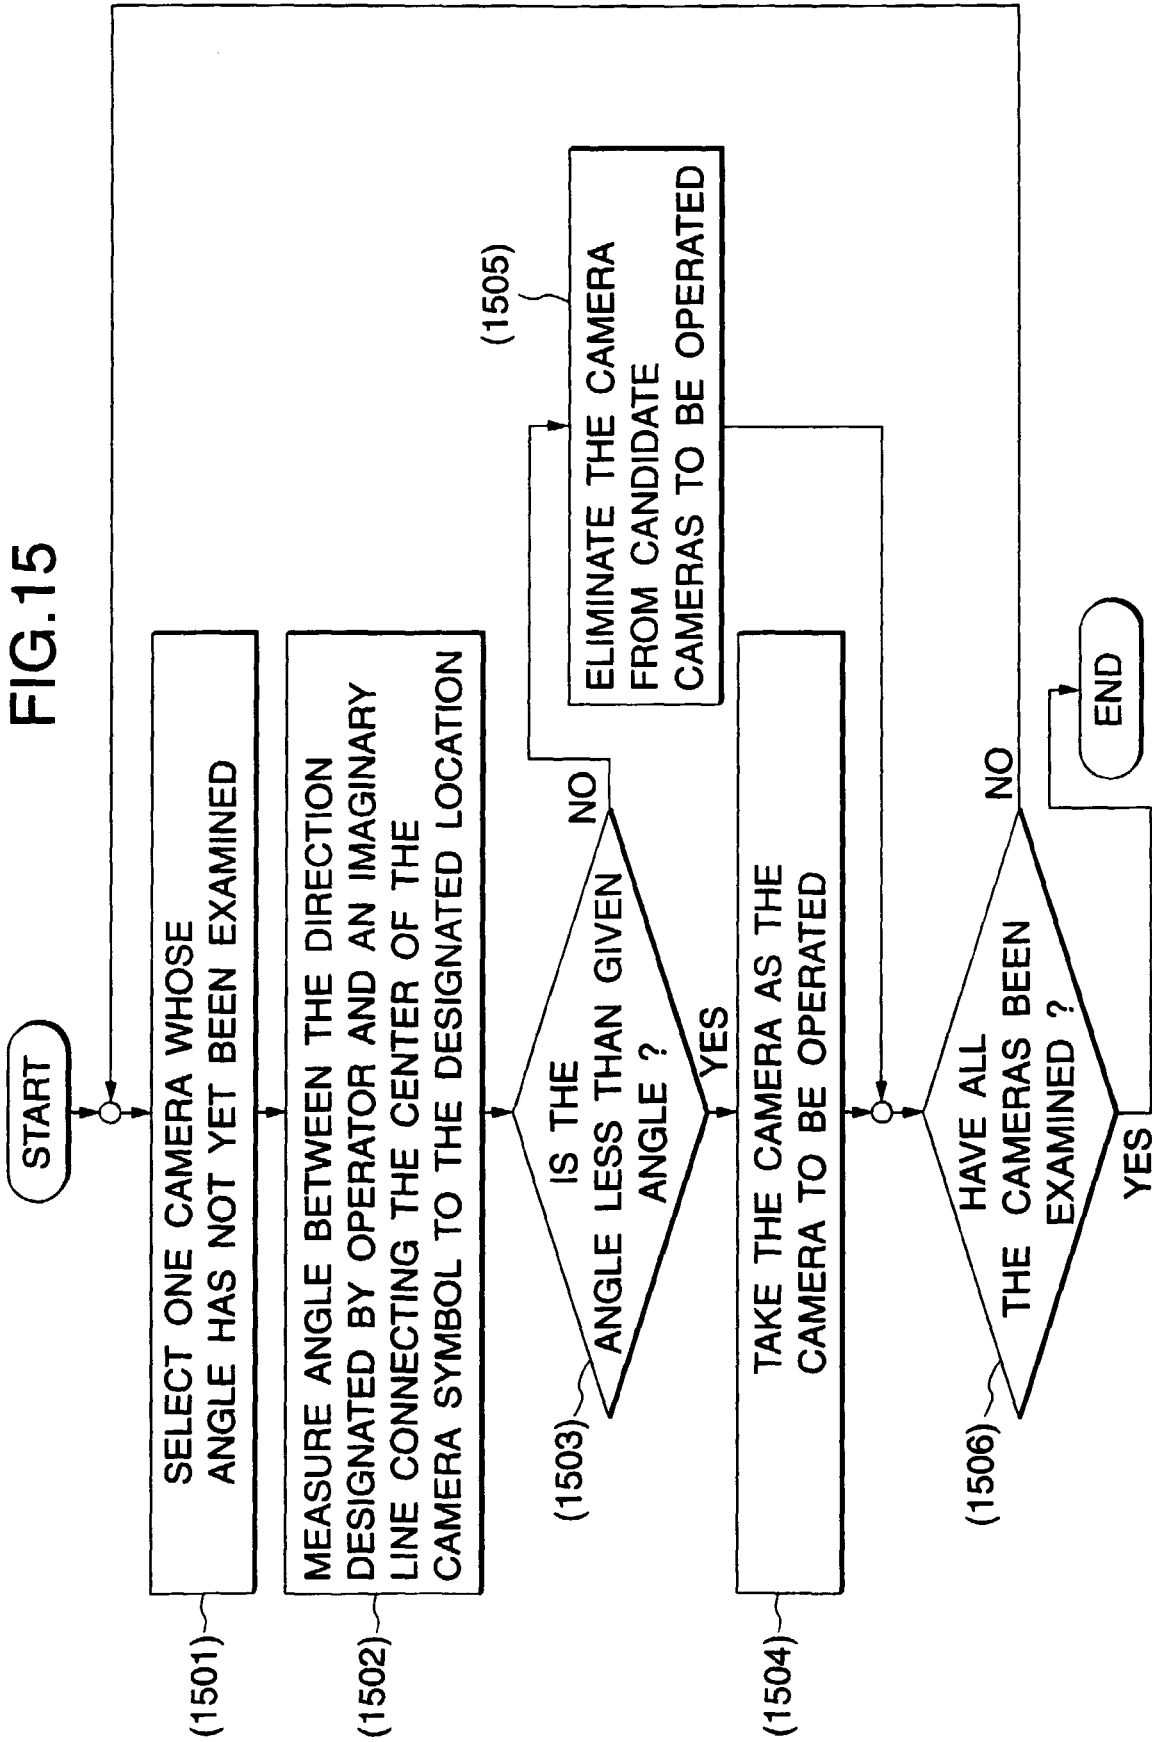 FIG.15
START
(1501)
SELECT ONE CAMERA WHOSE
ANGLE HAS NOT YET BEEN EXAMINED
(1502)
MEASURE ANGLE BETWEEN THE DIRECTION
DESIGNATED BY OPERATOR AND AN IMAGINARY
LINE CONNECTING THE CENTER OF THE
CAMERA SYMBOL TO THE DESIGNATED LOCATION
(1503)
IS THE
ANGLE LESS THAN GIVEN
ANGLE ?
NO
YES
(1505)
ELIMINATE THE CAMERA
FROM CANDIDATE
CAMERAS TO BE OPERATED
(1504)
TAKE THE CAMERA AS THE
CAMERA TO BE OPERATED
(1506)
HAVE ALL
THE CAMERAS BEEN
EXAMINED ?
NO
YES
END